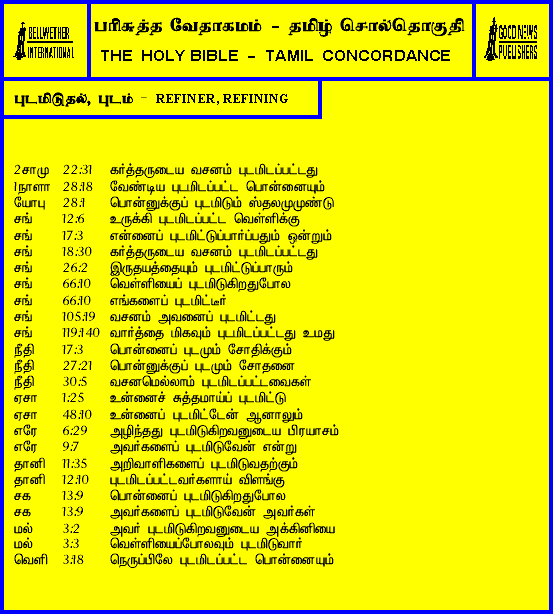 BELLWETHER
INTERNATIONAL
பரிசுத்த வேதாகமம் - தமிழ் சொல்தொகுதி
THE HOLY BIBLE - TAMIL CONCORDANCE
GOOD NEWS
PUBLISHERS
புடமிடுதல், புடம் - REFINER, REFINING
2சாமு 22:31 கர்த்தருடைய வசனம் புடமிடப்பட்டது
1நாளா 28:18 வேண்டிய புடமிடப்பட்ட பொன்னையும்
யோபு 28:1 பொன்னுக்குப் புடமிடும் ஸ்தலமுமுண்டு
சங் 12:6 உருக்கி புடமிடப்பட்ட வெள்ளிக்கு
சங் 17:3 என்னைப் புடமிட்டுப்பார்ப்பதும் ஒன்றும்
சங் 18:30 கர்த்தருடைய வசனம் புடமிடப்பட்டது
சங் 26:2 இருதயத்தையும் புடமிட்டுப்பாரும்
சங் 66:10 வெள்ளியைப் புடமிடுகிறதுபோல
சங் 66:10 எங்களைப் புடமிட்டீர்
சங் 105:19 வசனம் அவனைப் புடமிட்டது
சங் 119:140 வார்த்தை மிகவும் புடமிடப்பட்டது உமது
நீதி 17:3 பொன்னைப் புடமும் சோதிக்கும்
நீதி 27:21 பொன்னுக்குப் புடமும் சோதனை
நீதி 30:5 வசனமெல்லாம் புடமிடப்பட்டவைகள்
ஏசா 1:25 உன்னைச் சுத்தமாய்ப் புடமிட்டு
ஏசா 48:10 உன்னைப் புடமிட்டேன் ஆனாலும்
எரே 6:29 அழிந்தது புடமிடுகிறவனுடைய பிரயாசம்
எரே 9:7 அவர்களைப் புடமிடுவேன் என்று
தானி 11:35 அறிவாளிகளைப் புடமிடுவதற்கும்
தானி 12:10 புடமிடப்பட்டவர்களாய் விளங்கு
சக 13:9 பொன்னைப் புடமிடுகிறதுபோல
சக 13:9 அவர்களைப் புடமிடுவேன் அவர்கள்
மல் 3:2 அவர் புடமிடுகிறவனுடைய அக்கினியை
மல் 3:3 வெள்ளியைப்போலவும் புடமிடுவார்
வெளி 3:18 நெருப்பிலே புடமிடப்பட்ட பொன்னையும்